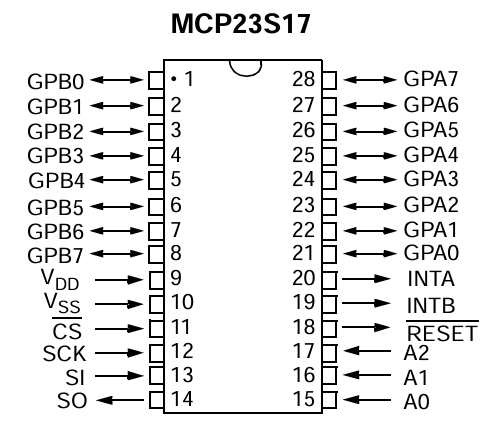 MCP23S17
GPB0 1 28 GPA7
GPB1 2 27 GPA6
GPB2 3 26 GPA5
GPB3 4 25 GPA4
GPB4 5 24 GPA3
GPB5 6 23 GPA2
GPB6 7 22 GPA1
GPB7 8 21 GPA0
VDD 9 20 INTA
VSS 10 19 INTB
CS 11 18 RESET
SCK 12 17 A2
SI 13 16 A1
SO 14 15 A0